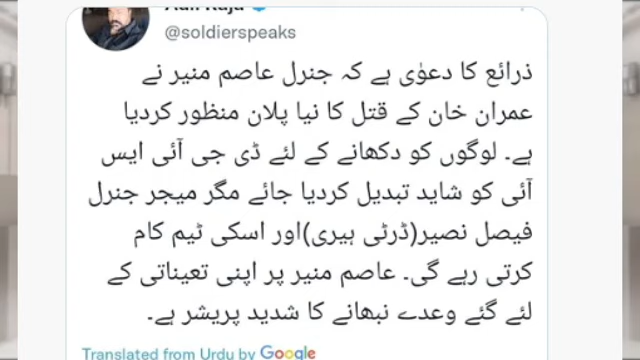 @soldierspeaks
ذرائع کا دعوٰی ہے کہ جنرل عاصم منیر نے
عمران خان کے قتل کا نیا پلان منظور کردیا
ہے۔ لوگوں کو دکھانے کے لئے ڈی جی آئی ایس
آئی کو شاید تبدیل کردیا جائے مگر میجر جنرل
فیصل نصیر(ڈرٹی ہیری)اور اسکی ٹیم کام
کرتی رہے گی۔ عاصم منیر پر اپنی تعیناتی کے
لئے گئے وعدے نبھانے کا شدید پریشر ہے۔
Translated from Urdu by Google